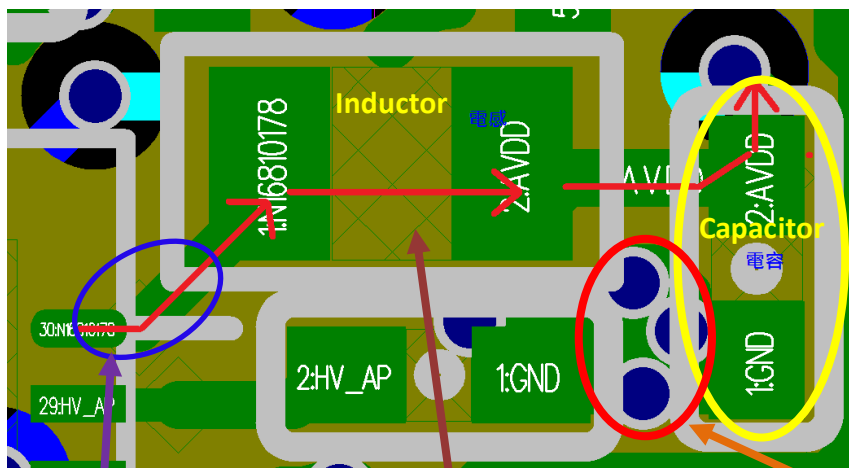 Inductor
電感
1:N16810178
2:AVDD
AVDD
2:AVDD
Capacitor
電容
30:N16810178
2:HV_AP
1:GND
1:GND
29:HV_AP